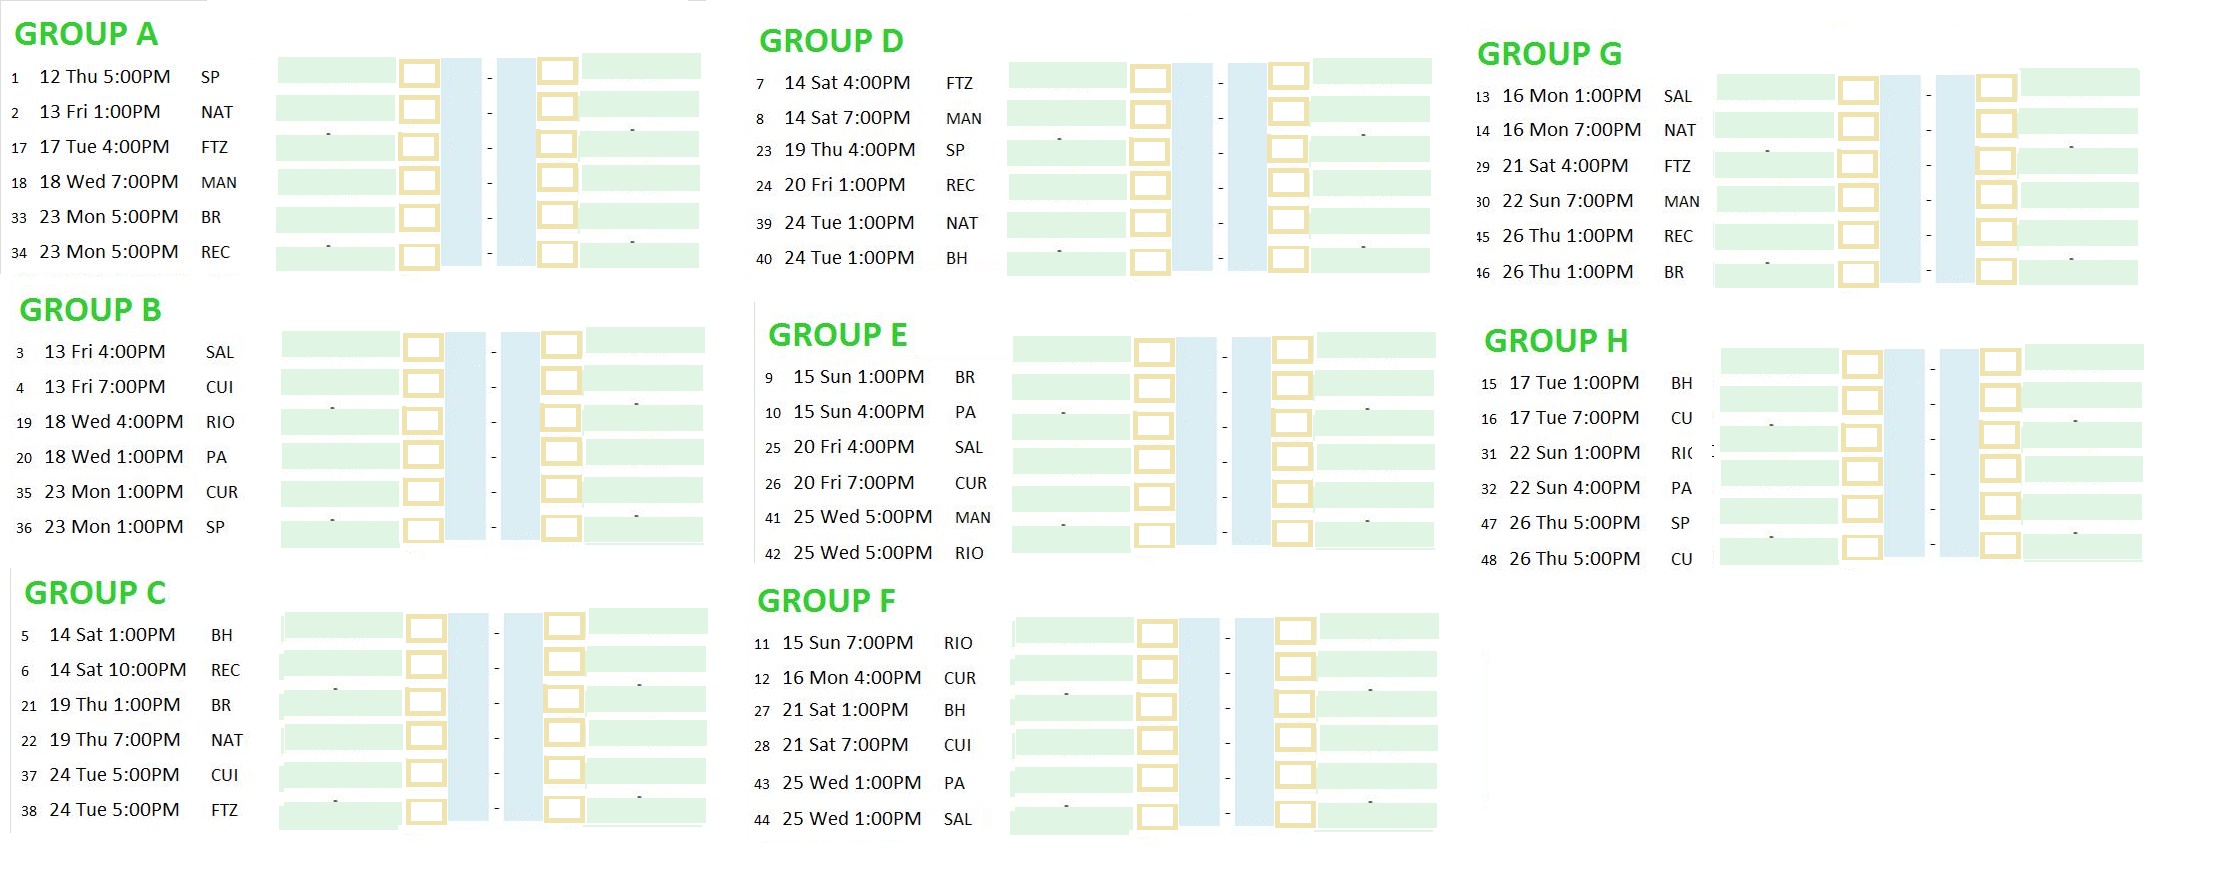 GROUP A
1 12 Thu 5:00PM SP -
2 13 Fri 1:00PM NAT -
17 17 Tue 4:00PM FTZ -
18 18 Wed 7:00PM MAN -
33 23 Mon 5:00PM BR -
34 23 Mon 5:00PM REC -
GROUP B
3 13 Fri 4:00PM SAL -
4 13 Fri 7:00PM CUI -
19 18 Wed 4:00PM RIO -
20 18 Wed 1:00PM PA -
35 23 Mon 1:00PM CUR -
36 23 Mon 1:00PM SP -
GROUP C
5 14 Sat 1:00PM BH -
6 14 Sat 10:00PM REC -
21 19 Thu 1:00PM BR -
22 19 Thu 7:00PM NAT -
37 24 Tue 5:00PM CUI -
38 24 Tue 5:00PM FTZ -
GROUP D
7 14 Sat 4:00PM FTZ -
8 14 Sat 7:00PM MAN -
23 19 Thu 4:00PM SP -
24 20 Fri 1:00PM REC -
39 24 Tue 1:00PM NAT -
40 24 Tue 1:00PM BH -
GROUP E
9 15 Sun 1:00PM BR -
10 15 Sun 4:00PM PA -
25 20 Fri 4:00PM SAL -
26 20 Fri 7:00PM CUR -
41 25 Wed 5:00PM MAN -
42 25 Wed 5:00PM RIO -
GROUP F
11 15 Sun 7:00PM RIO -
12 16 Mon 4:00PM CUR -
27 21 Sat 1:00PM BH -
28 21 Sat 7:00PM CUI -
43 25 Wed 1:00PM PA -
44 25 Wed 1:00PM SAL -
GROUP G
13 16 Mon 1:00PM SAL -
14 16 Mon 7:00PM NAT -
29 21 Sat 4:00PM FTZ -
30 22 Sun 7:00PM MAN -
45 26 Thu 1:00PM REC -
46 26 Thu 1:00PM BR -
GROUP H
15 17 Tue 1:00PM BH -
16 17 Tue 7:00PM CU -
31 22 Sun 1:00PM RI -
32 22 Sun 4:00PM PA -
47 26 Thu 5:00PM SP -
48 26 Thu 5:00PM CU -